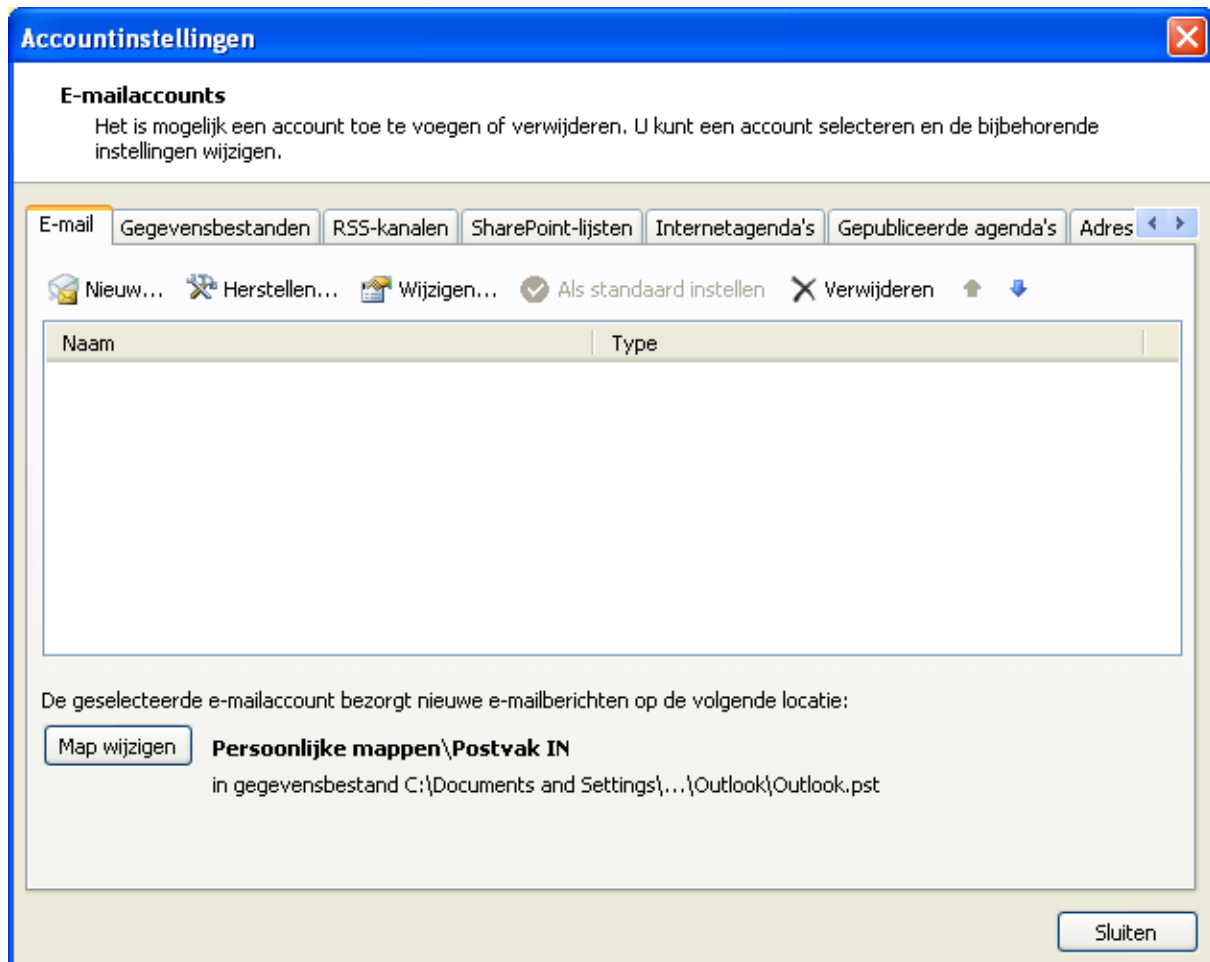 Accountinstellingen
E-mailaccounts
Het is mogelijk een account toe te voegen of verwijderen. U kunt een account selecteren en de bijbehorende
instellingen wijzigen.
E-mail Gegevensbestanden RSS-kanalen SharePoint-lijsten Internetagenda's Gepubliceerde agenda's Adres
Nieuw... Herstellen... Wijzigen... Als standaard instellen Verwijderen
Naam Type
De geselecteerde e-mailaccount bezorgt nieuwe e-mailberichten op de volgende locatie:
Map wijzigen Persoonlijke mappen\Postvak IN
in gegevensbestand C:\Documents and Settings\...\Outlook\Outlook.pst
Sluiten